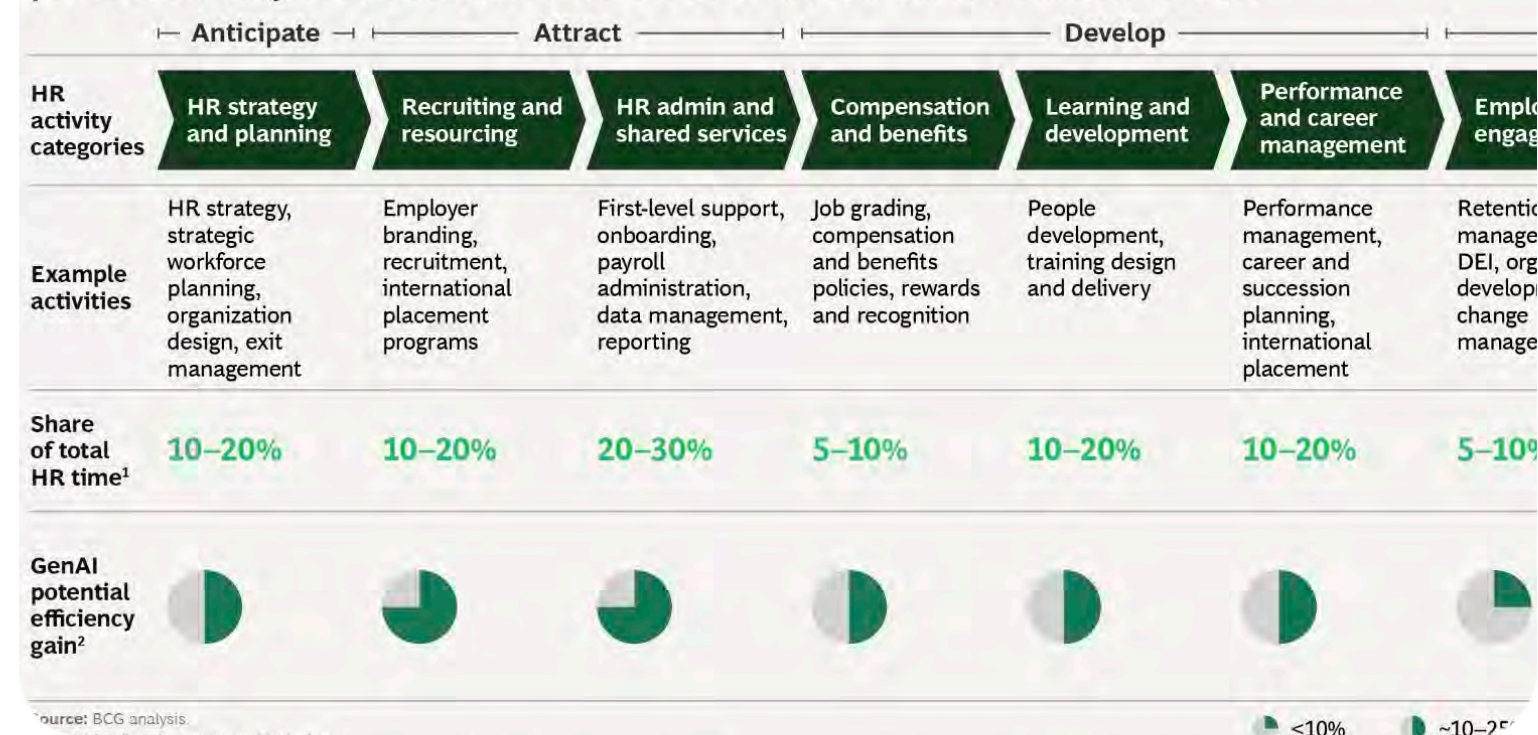 Anticipate Attract Develop
HR
activity
categories
HR strategy
and planning
Recruiting and
resourcing
HR admin and
shared services
Compensation
and benefits
Learning and
development
Performance
and career
management
Example
activities
HR strategy,
strategic
workforce
planning,
organization
design, exit
management
Employer
branding,
recruitment,
international
placement
programs
First-level support,
onboarding,
payroll
administration,
data management,
reporting
Job grading,
compensation
and benefits
policies, rewards
and recognition
People
development,
training design
and delivery
Performance
management,
career and
succession
planning,
international
placement
DEI,
change
Share
of total
HR time¹
10–20%
10–20%
20–30%
5–10%
10–20%
10–20%
5–10%
GenAI
potential
efficiency
gain²
Source: BCG analysis.
<10%